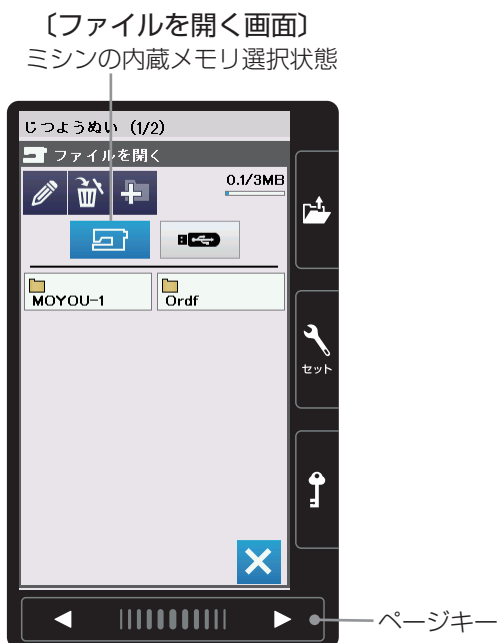 〔ファイルを開く画面〕
ミシンの内蔵メモリ選択状態
じつようぬい (1/2)
ファイルを開く
0.1/3MB
MOYOU-1
Ordf
セット
ページキー